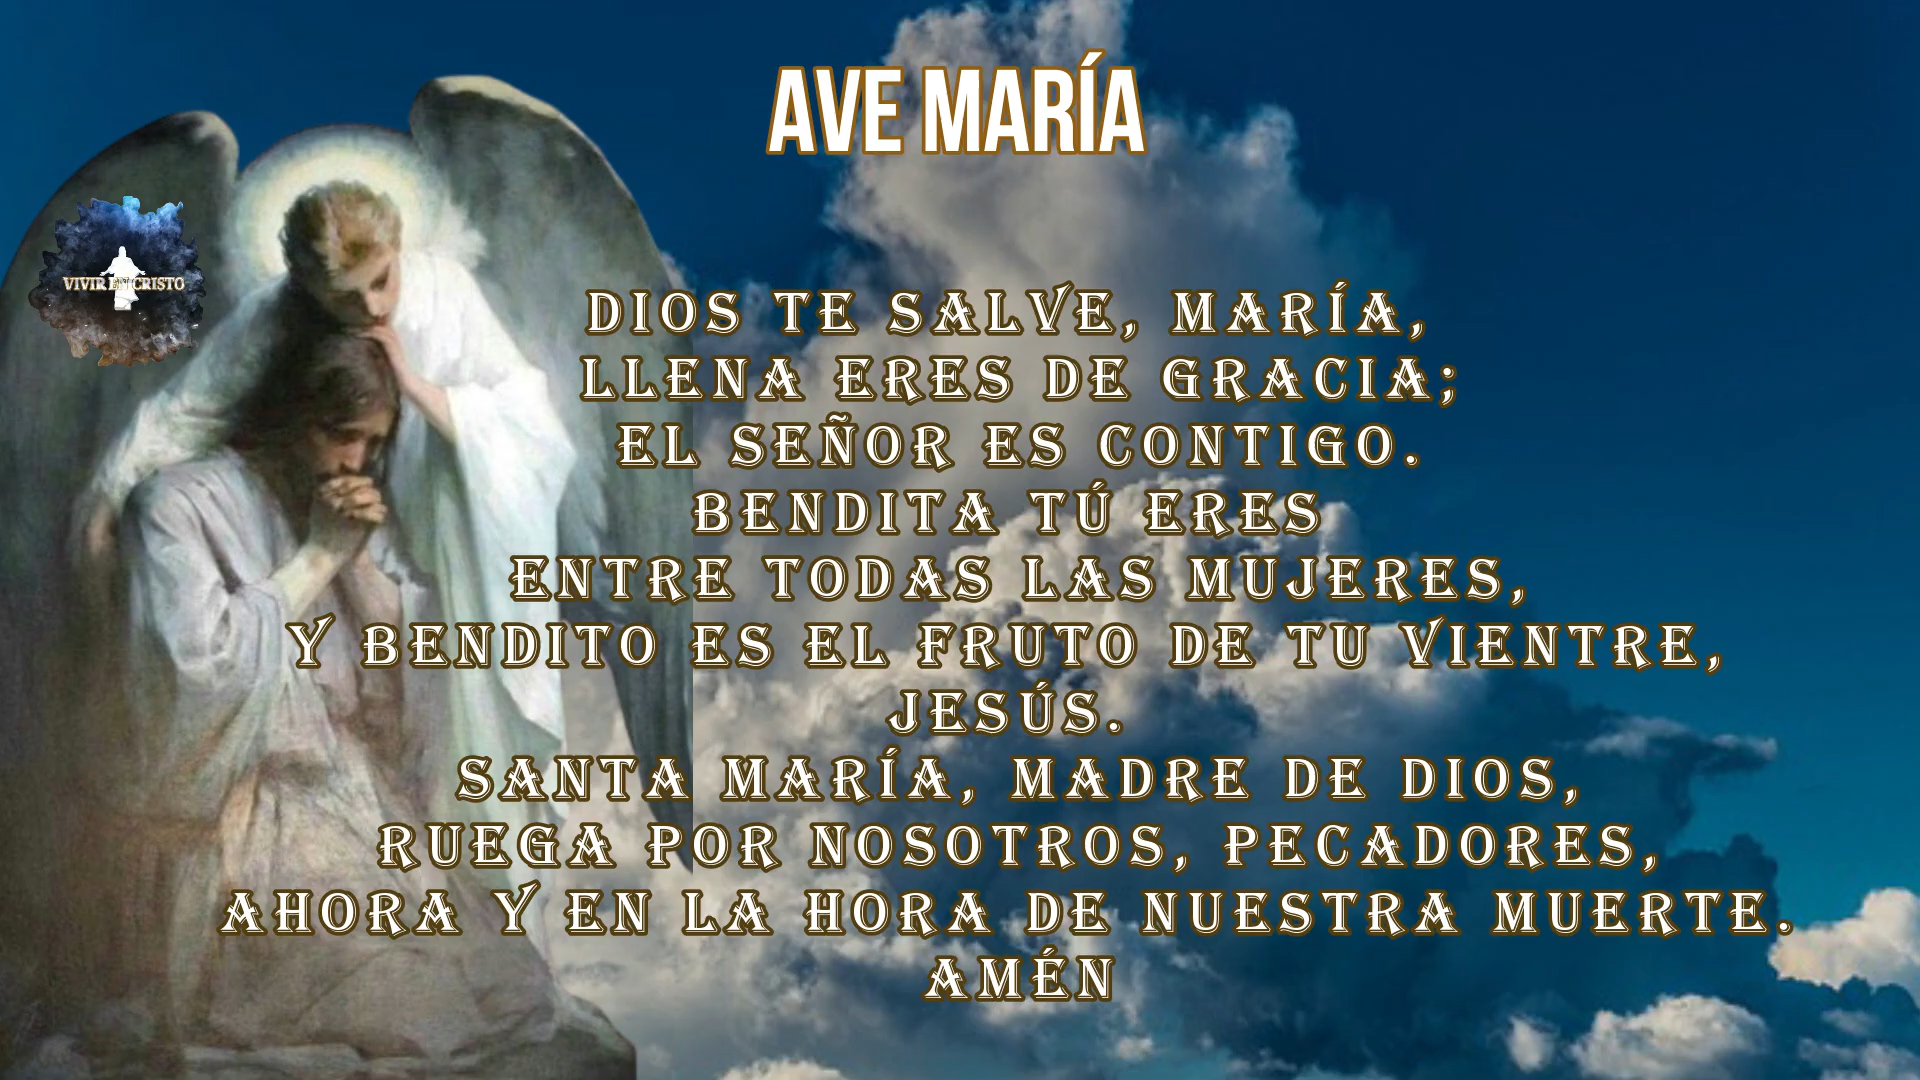 AVE MARÍA
VIVIR EN CRISTO
DIOS TE SALVE, MARÍA,
LLENA ERES DE GRACIA;
EL SEÑOR ES CONTIGO.
BENDITA TÚ ERES
ENTRE TODAS LAS MUJERES,
Y BENDITO ES EL FRUTO DE TU VIENTRE,
JESÚS.
SANTA MARÍA, MADRE DE DIOS,
RUEGA POR NOSOTROS, PECADORES,
AHORA Y EN LA HORA DE NUESTRA MUERTE.
AMÉN